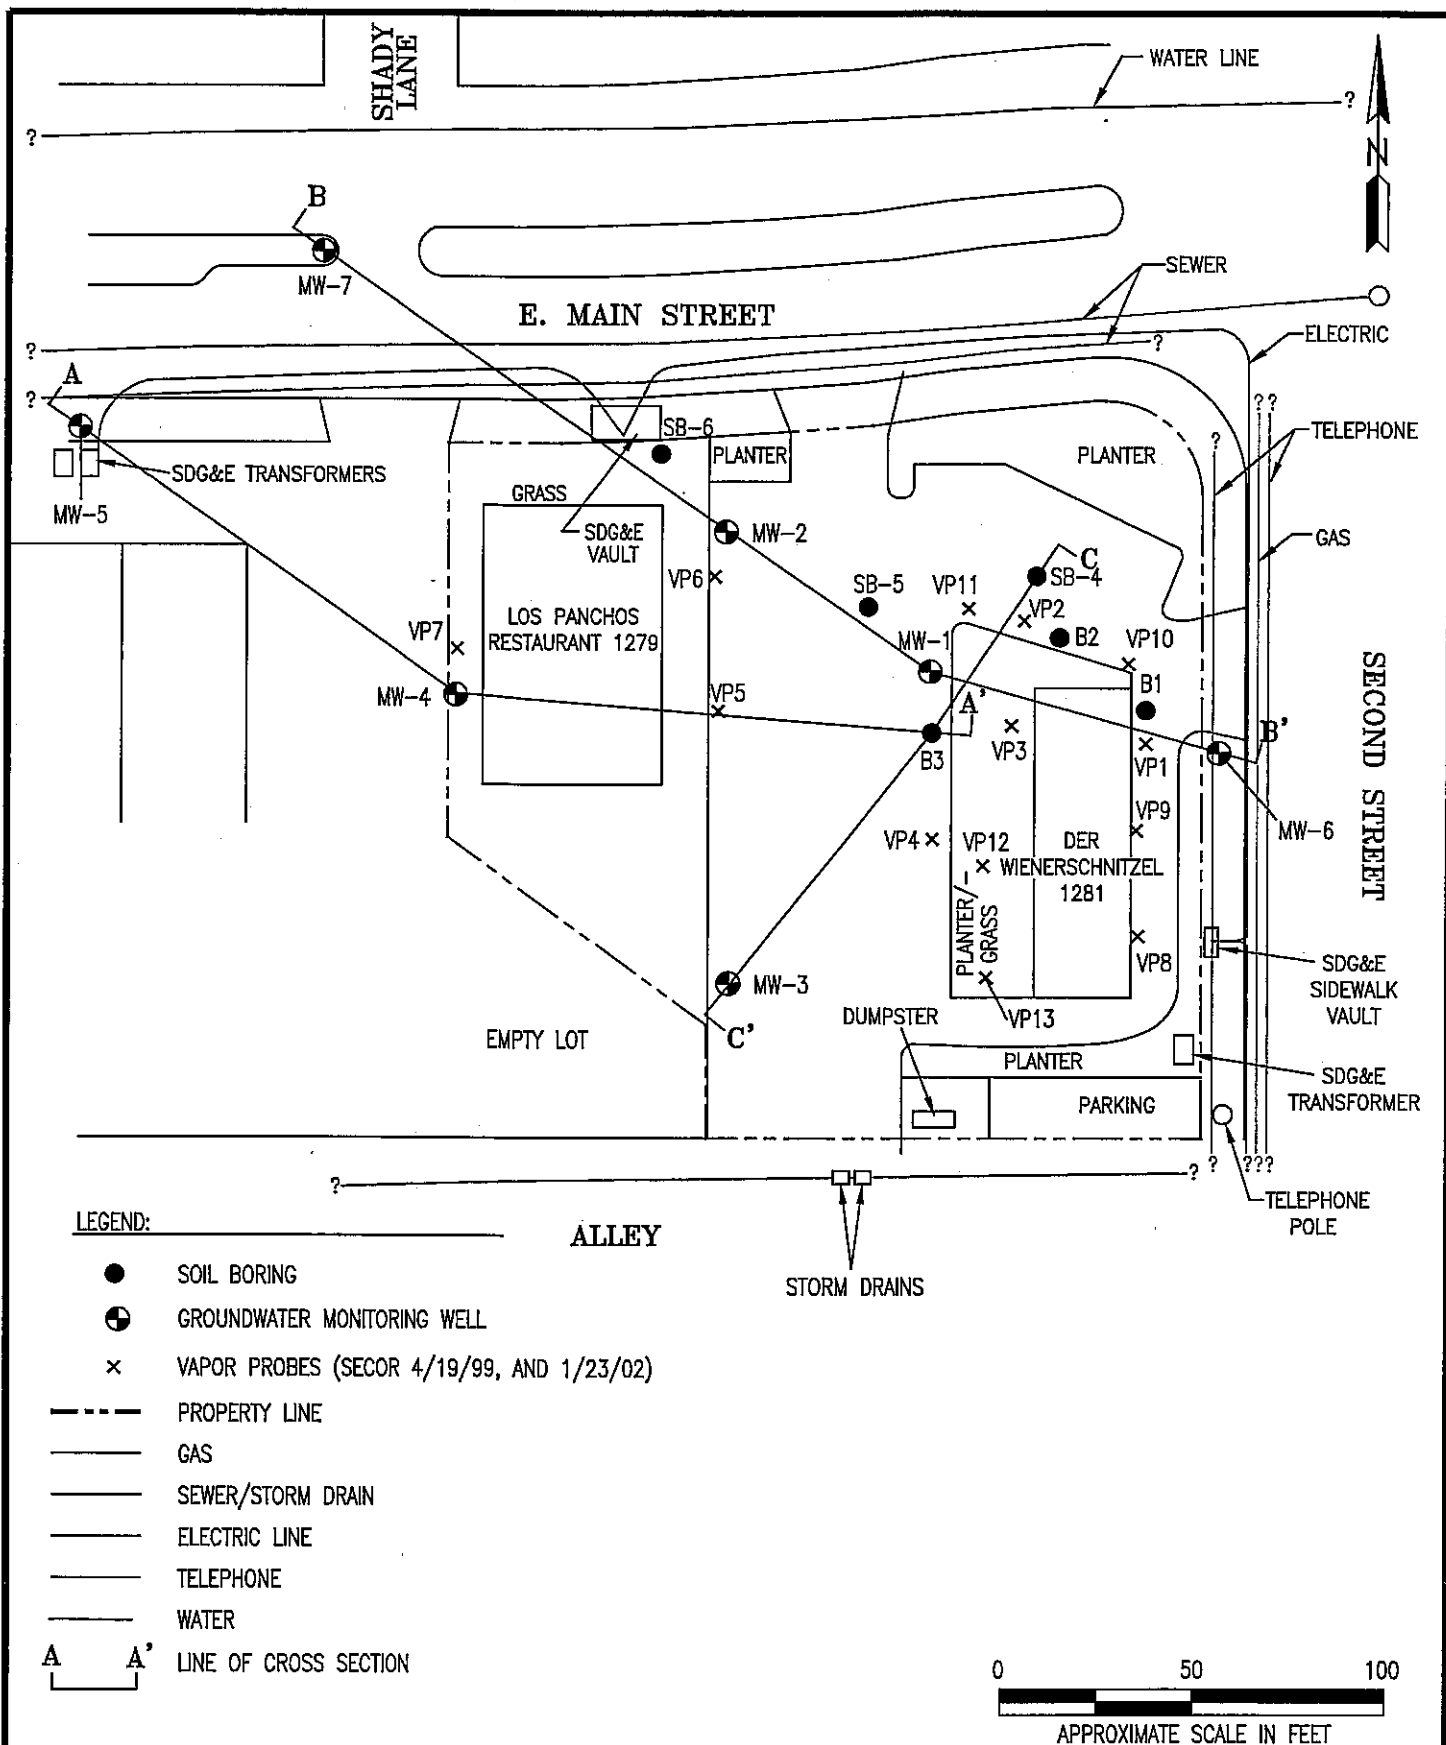 SHADY
LANE
WATER LINE
?
?
N
B
MW-7
SEWER
E. MAIN STREET
?
ELECTRIC
?
A
?
? ?
SB-6
?
TELEPHONE
PLANTER
PLANTER
SDG&E TRANSFORMERS
GRASS
MW-5
SDG&E
VAULT
MW-2
GAS
C
VP6
SB-4
SB-5
VP11
VP2
LOS PANCHOS
RESTAURANT 1279
VP7
B2
MW-1
VP10
B1
MW-4
VP5
A'
B'
VP3
B3
VP1
SECOND STREET
VP9
MW-6
VP4
VP12
DER
WIENERSCHNITZEL
1281
PLANTER/-
GRASS
VP8
SDG&E
SIDEWALK
VAULT
MW-3
DUMPSTER
VP13
C'
EMPTY LOT
PLANTER
SDG&E
TRANSFORMER
PARKING
?
?
?
???
TELEPHONE
POLE
ALLEY
STORM DRAINS
LEGEND:
SOIL BORING
GROUNDWATER MONITORING WELL
VAPOR PROBES (SECOR 4/19/99, AND 1/23/02)
PROPERTY LINE
GAS
SEWER/STORM DRAIN
ELECTRIC LINE
TELEPHONE
WATER
A A' LINE OF CROSS SECTION
0 50 100
APPROXIMATE SCALE IN FEET